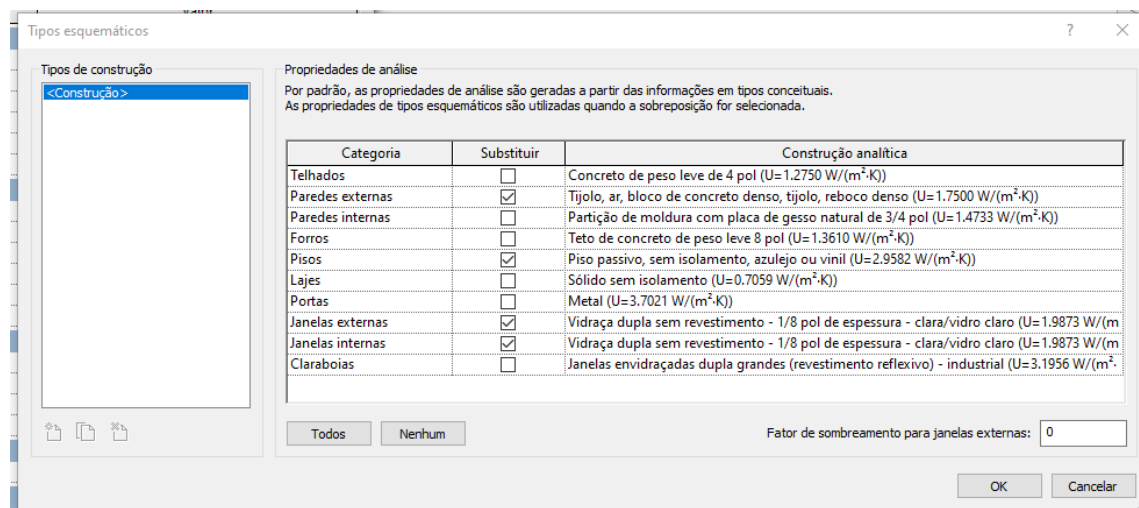 Valor
Tipos esquemáticos
?
Tipos de construção
<Construção>
Propriedades de análise
Por padrão, as propriedades de análise são geradas a partir das informações em tipos conceituais.
As propriedades de tipos esquemáticos são utilizadas quando a sobreposição for selecionada.
Categoria Substituir Construção analítica
Telhados Concreto de peso leve de 4 pol (U=1.2750 W/(m²·K))
Paredes externas Tijolo, ar, bloco de concreto denso, tijolo, reboco denso (U=1.7500 W/(m²·K))
Paredes internas Partição de moldura com placa de gesso natural de 3/4 pol (U=1.4733 W/(m²·K))
Forros Teto de concreto de peso leve 8 pol (U=1.3610 W/(m²·K))
Pisos Piso passivo, sem isolamento, azulejo ou vinil (U=2.9582 W/(m²·K))
Lajes Sólido sem isolamento (U=0.7059 W/(m²·K))
Portas Metal (U=3.7021 W/(m²·K))
Janelas externas Vidraça dupla sem revestimento - 1/8 pol de espessura - clara/vidro claro (U=1.9873 W/(m
Janelas internas Vidraça dupla sem revestimento - 1/8 pol de espessura - clara/vidro claro (U=1.9873 W/(m
Claraboias Janelas envidraçadas dupla grandes (revestimento reflexivo) - industrial (U=3.1956 W/(m²·
Todos Nenhum Fator de sombreamento para janelas externas: 0
OK Cancelar